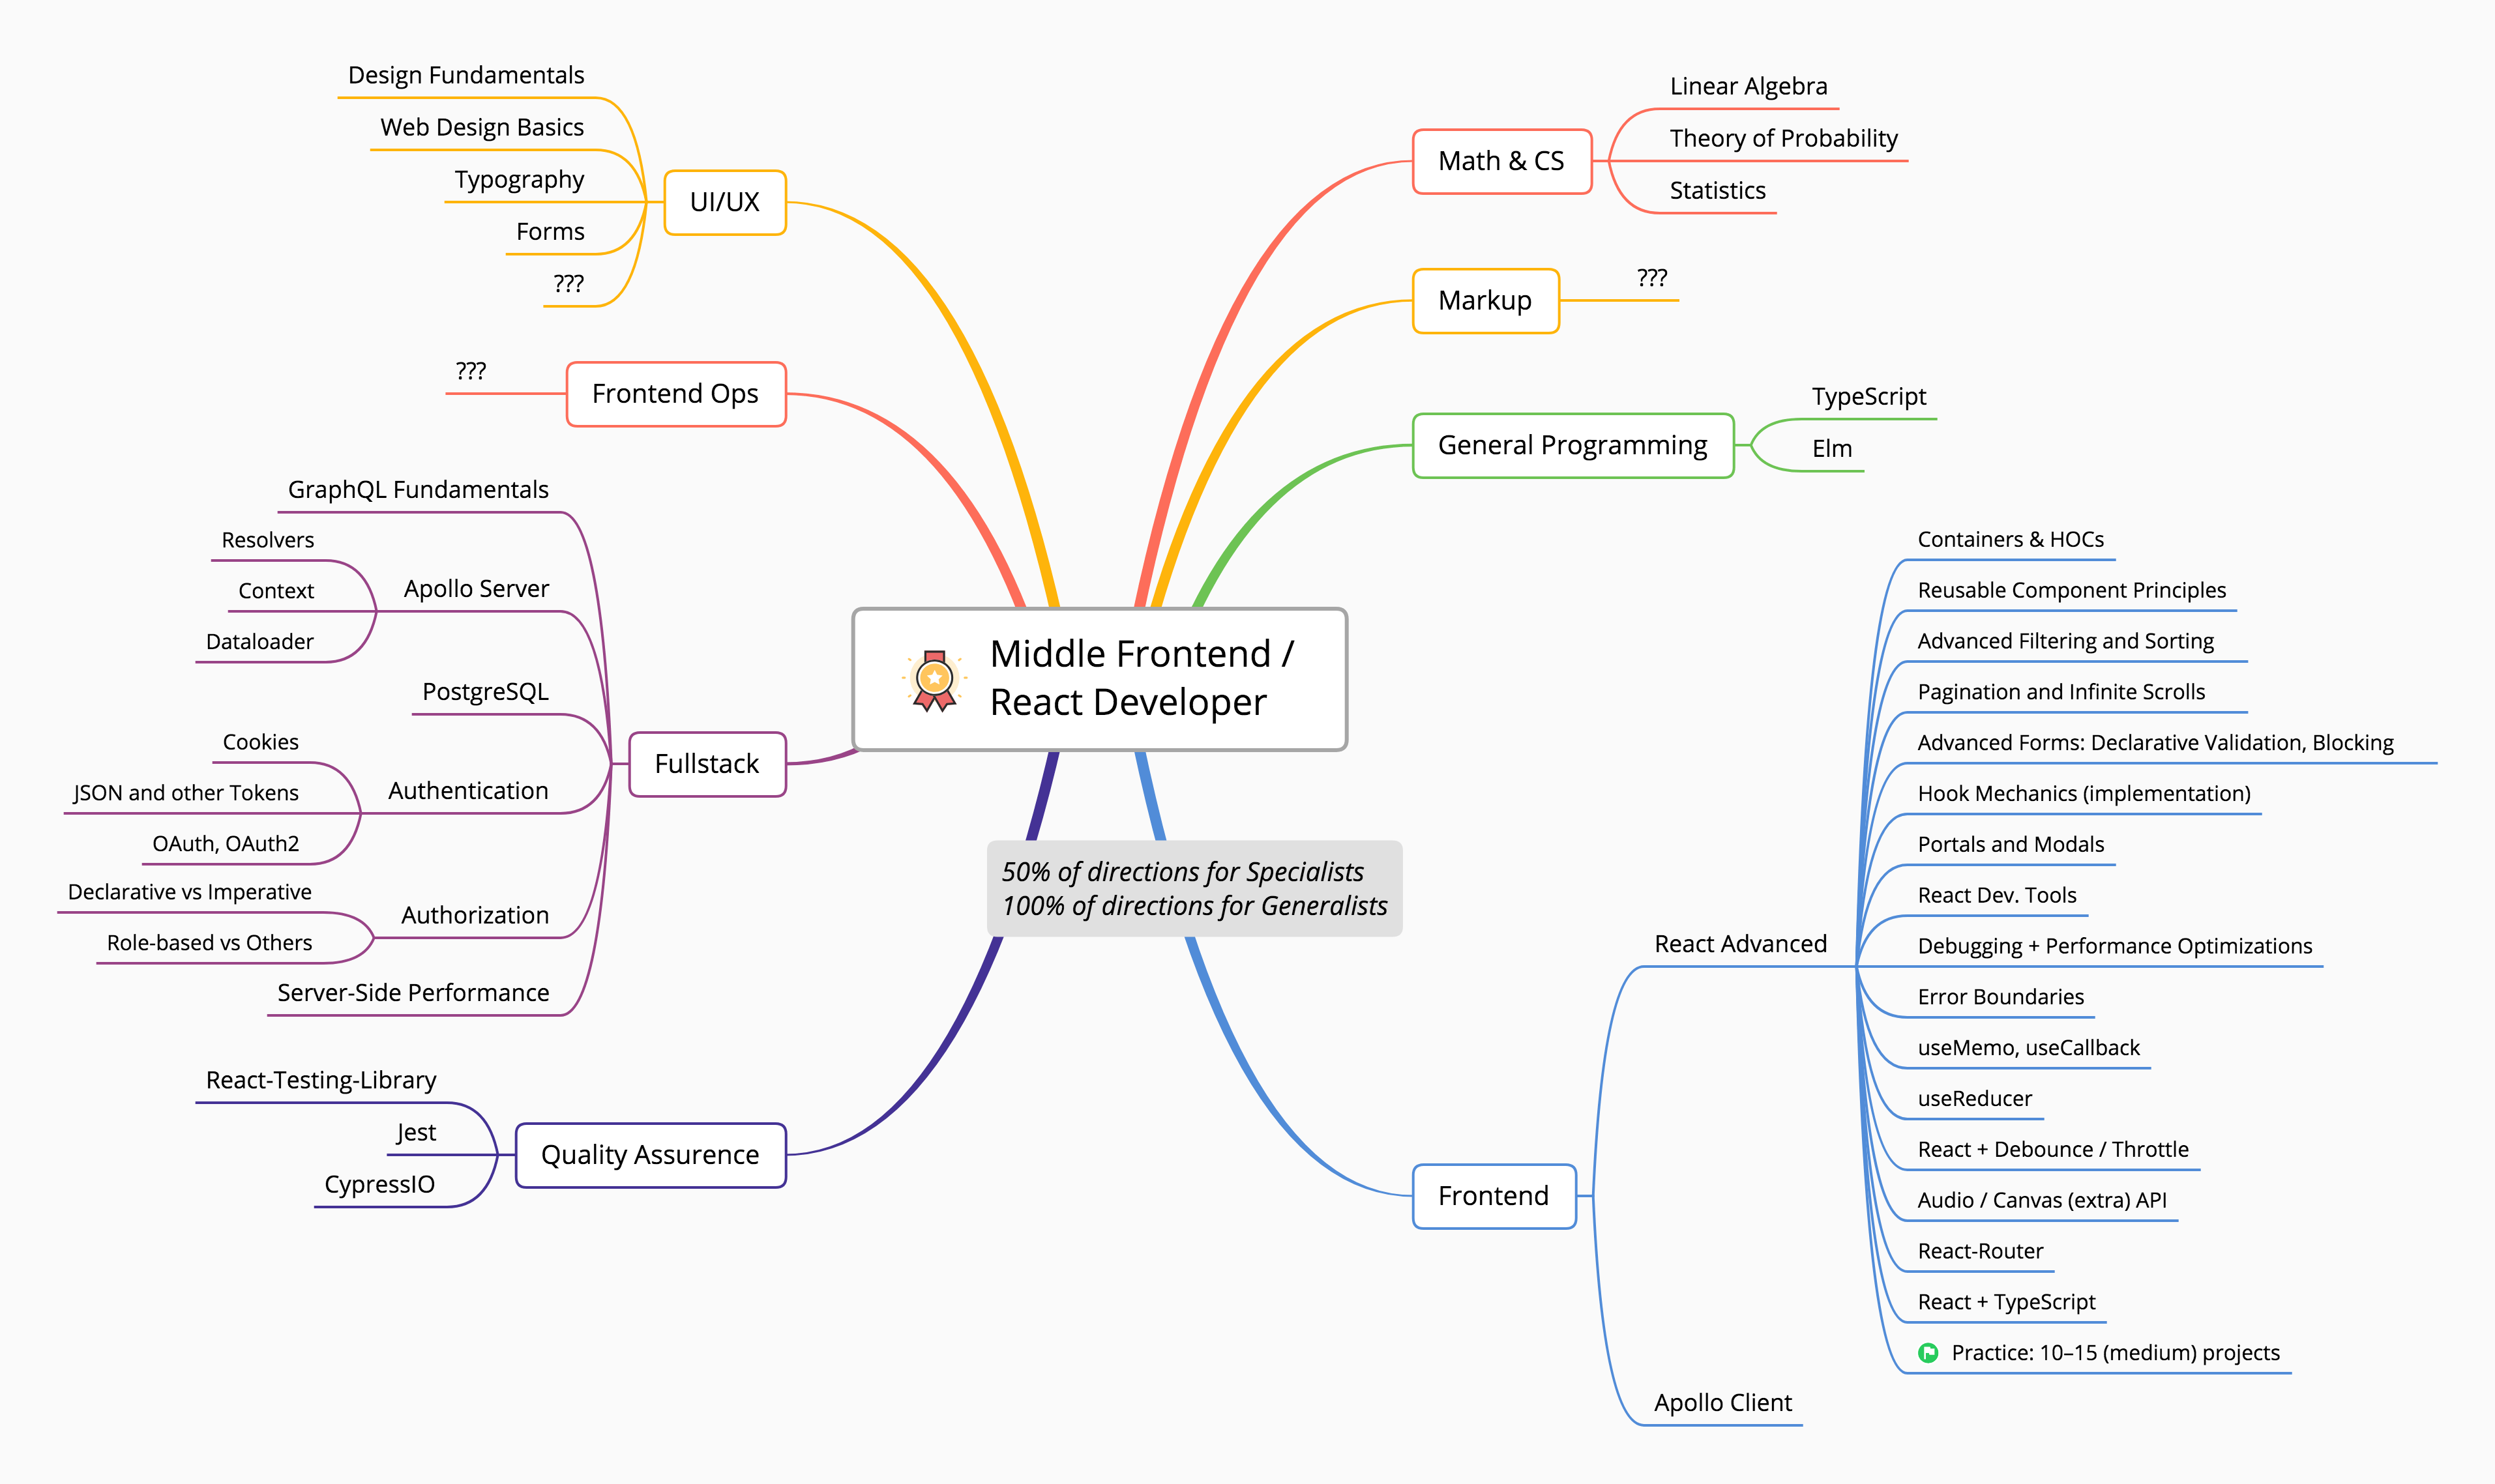 Middle Frontend /
React Developer
50% of directions for Specialists
100% of directions for Generalists
UI/UX
Design Fundamentals
Web Design Basics
Typography
Forms
???
Frontend Ops
???
Fullstack
GraphQL Fundamentals
Apollo Server
Resolvers
Context
Dataloader
PostgreSQL
Authentication
Cookies
JSON and other Tokens
OAuth, OAuth2
Authorization
Declarative vs Imperative
Role-based vs Others
Server-Side Performance
Quality Assurence
React-Testing-Library
Jest
CypressIO
Math & CS
Linear Algebra
Theory of Probability
Statistics
Markup
???
General Programming
TypeScript
Elm
Frontend
React Advanced
Containers & HOCs
Reusable Component Principles
Advanced Filtering and Sorting
Pagination and Infinite Scrolls
Advanced Forms: Declarative Validation, Blocking
Hook Mechanics (implementation)
Portals and Modals
React Dev. Tools
Debugging + Performance Optimizations
Error Boundaries
useMemo, useCallback
useReducer
React + Debounce / Throttle
Audio / Canvas (extra) API
React-Router
React + TypeScript
Practice: 10–15 (medium) projects
Apollo Client